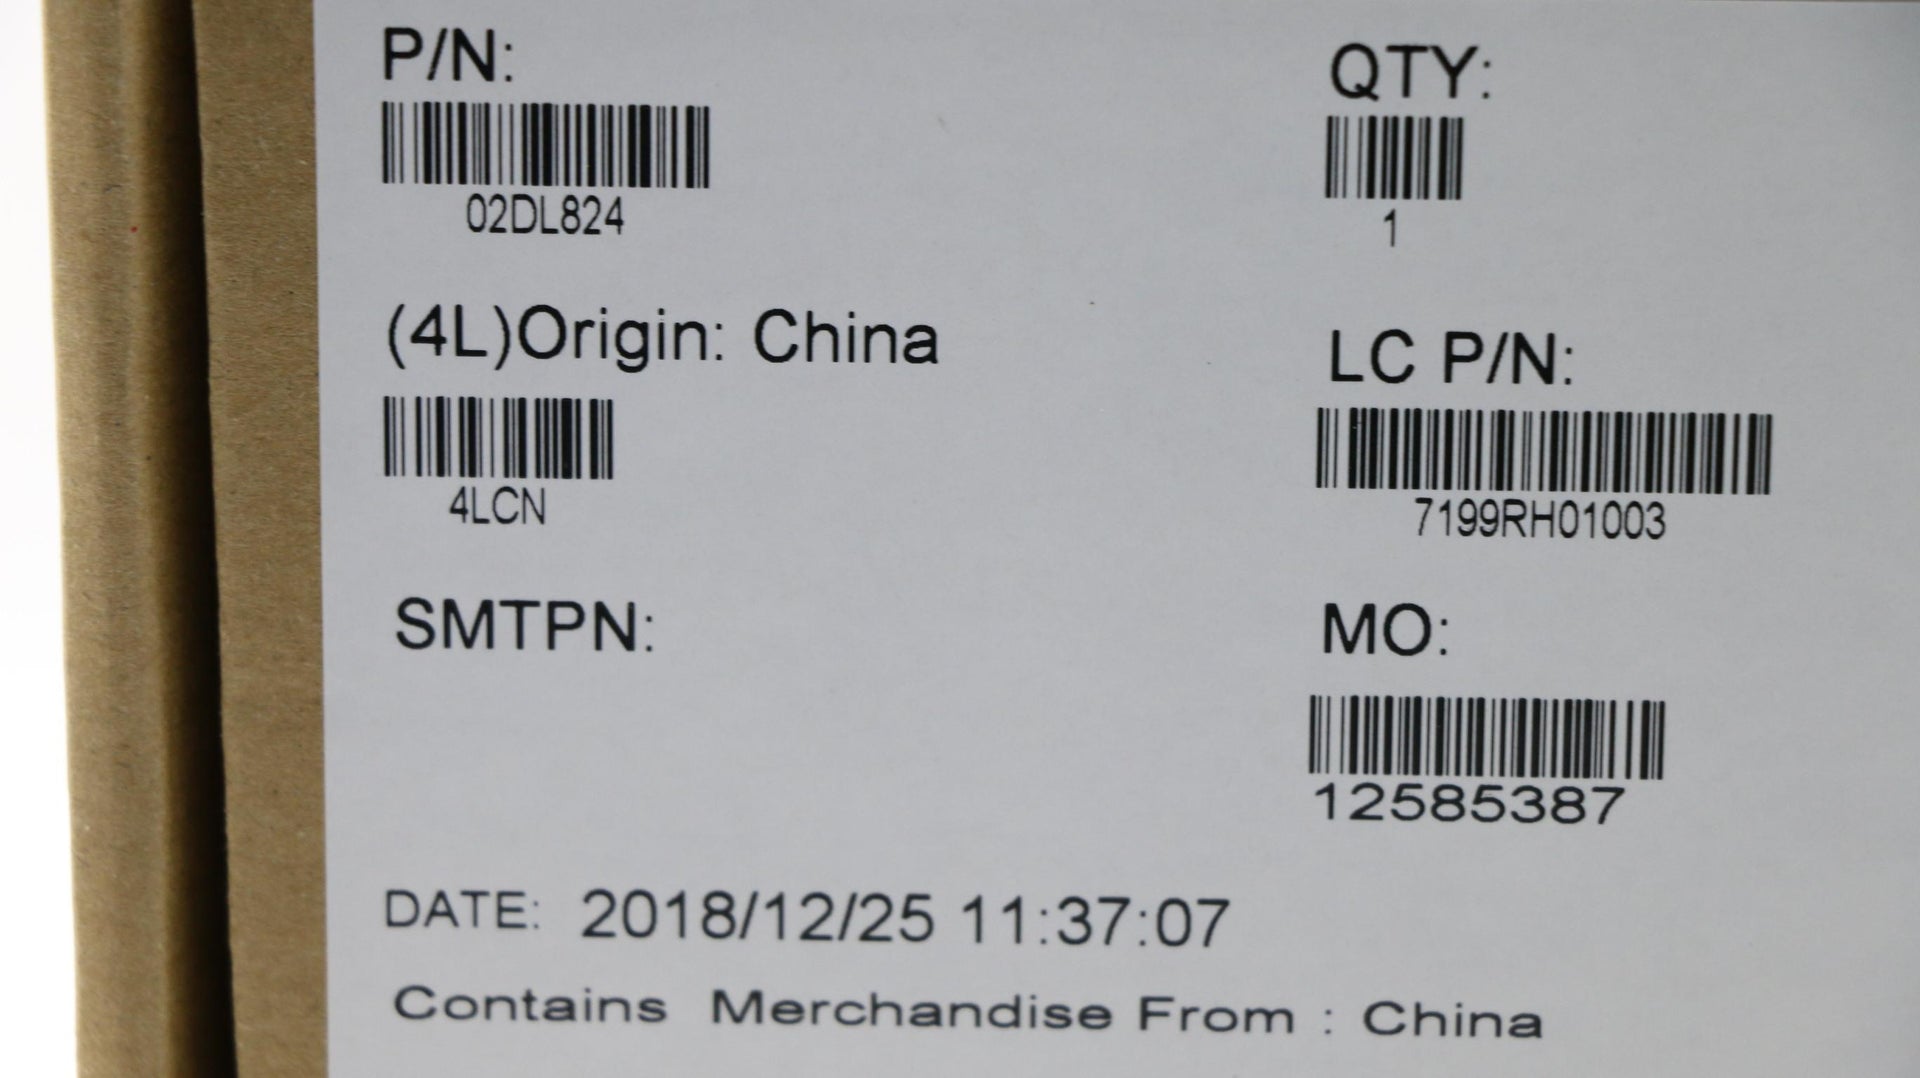 P/N:
02DL824
QTY:
1
(4L)Origin: China
4LCN
LC P/N:
7199RH01003
SMTPN:
MO:
12585387
DATE: 2018/12/25 11:37:07
Contains Merchandise From : China